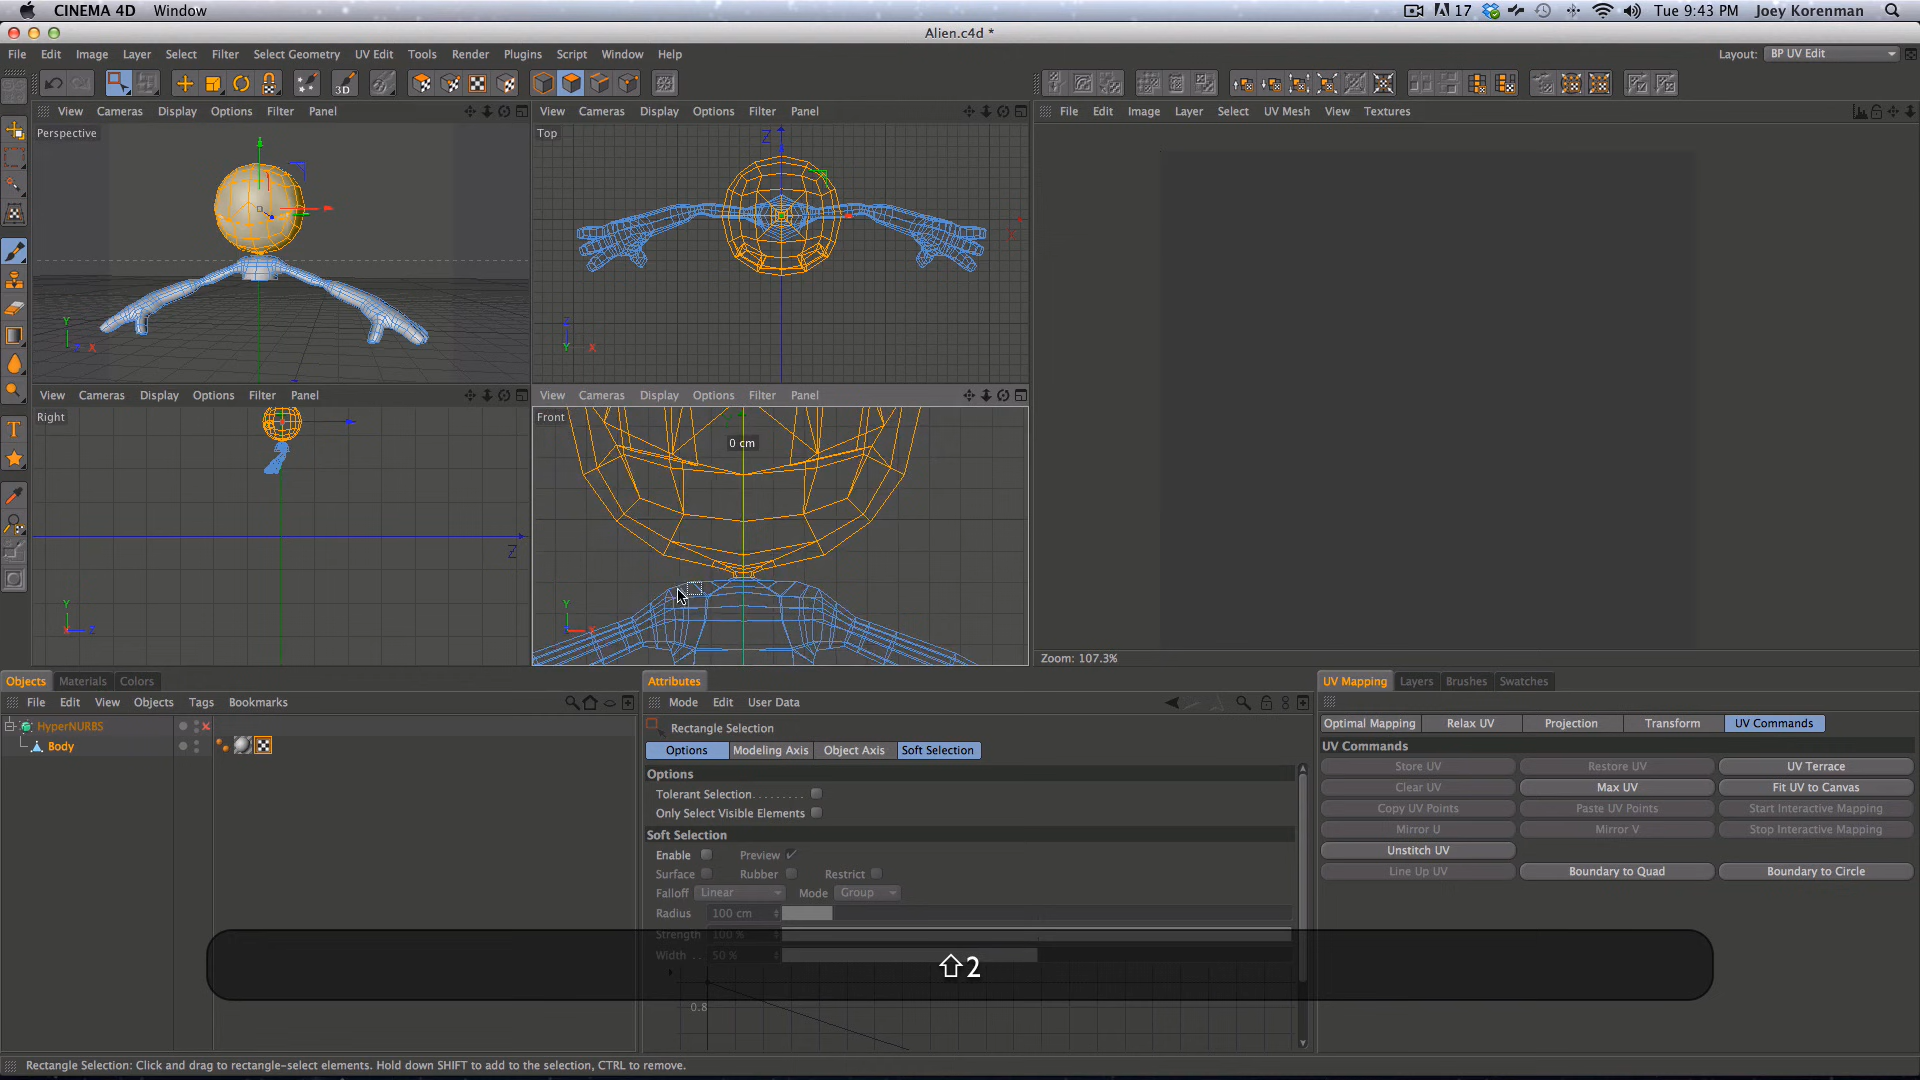 CINEMA 4D Window 17 Tue 9:43 PM Joey Korenman
Alien.c4d *
File Edit Image Layer Select Filter Select Geometry UV Edit Tools Render Plugins Script Window Help Layout: BP UV Edit
3D
View Cameras Display Options Filter Panel
View Cameras Display Options Filter Panel
File Edit Image Layer Select UV Mesh View Textures
Perspective
Top
Z
Y
X
Y
X
View Cameras Display Options Filter Panel
View Cameras Display Options Filter Panel
Right
Front
0 cm
Z
Y
X Z
Y
Zoom: 107.3%
Objects Materials Colors
Attributes
UV Mapping Layers Brushes Swatches
File Edit View Objects Tags Bookmarks
Mode Edit User Data
HyperNURBS
Body
Rectangle Selection
Options Modeling Axis Object Axis Soft Selection
Options
Tolerant Selection
Only Select Visible Elements
Soft Selection
Enable Preview
Surface Rubber Restrict
Falloff Linear Mode Group
Radius 100 cm
Strength 100 %
Width . . 50 %
0.8
Optimal Mapping Relax UV Projection Transform UV Commands
UV Commands
Store UV Restore UV UV Terrace
Clear UV Max UV Fit UV to Canvas
Copy UV Points Paste UV Points Start Interactive Mapping
Mirror U Mirror V Stop Interactive Mapping
Unstitch UV
Line Up UV Boundary to Quad Boundary to Circle
⇧2
Rectangle Selection: Click and drag to rectangle-select elements. Hold down SHIFT to add to the selection, CTRL to remove.